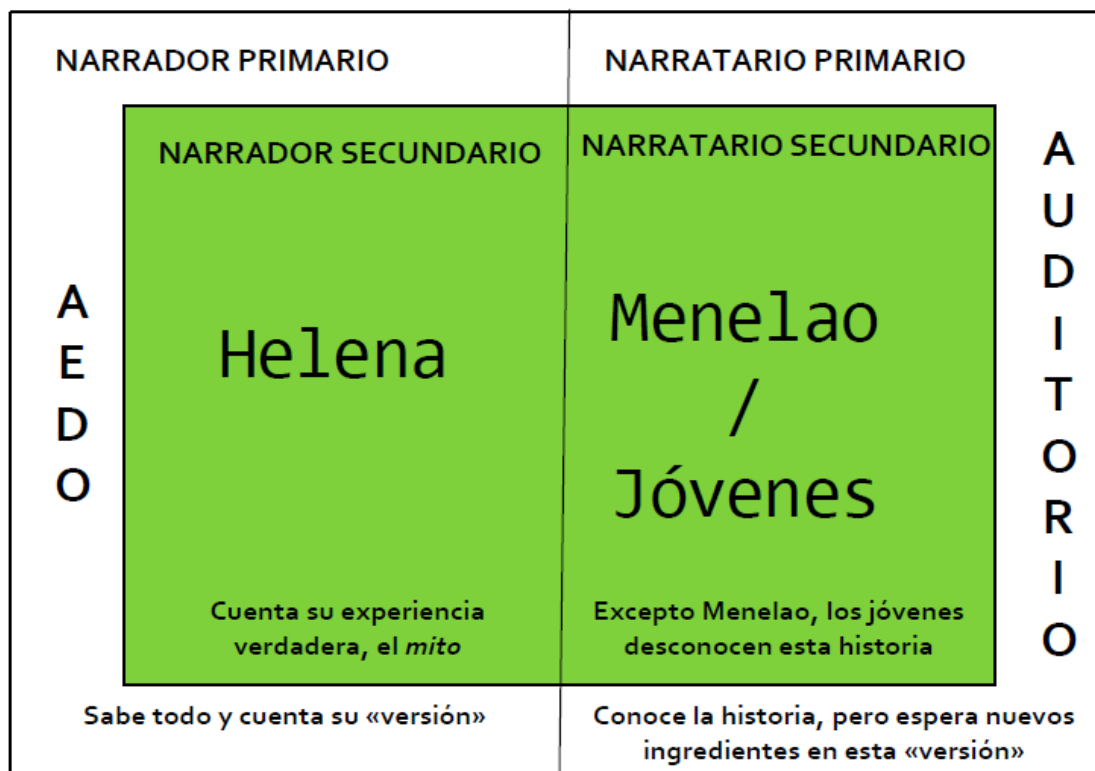 NARRADOR PRIMARIO
NARRATARIO PRIMARIO
NARRADOR SECUNDARIO
NARRATARIO SECUNDARIO
AEDO
Helena
Menelao
/
Jóvenes
AUDITORIO
Cuenta su experiencia
verdadera, el mito
Excepto Menelao, los jóvenes
desconocen esta historia
Sabe todo y cuenta su «versión»
Conoce la historia, pero espera nuevos
ingredientes en esta «versión»